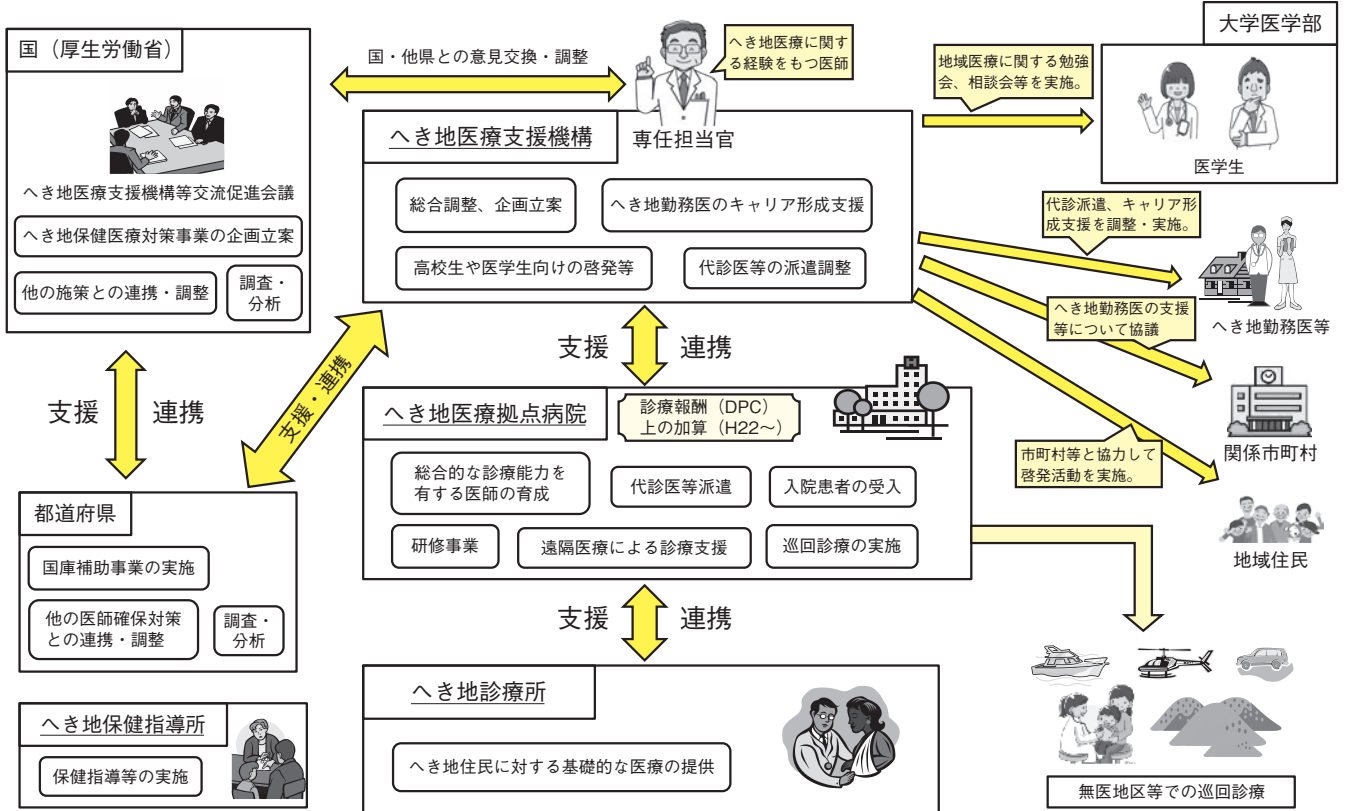 国（厚生労働省）
へき地医療支援機構等交流促進会議
へき地保健医療対策事業の企画立案
他の施策との連携・調整
調査・
分析
国・他県との意見交換・調整
へき地医療に関す
る経験をもつ医師
へき地医療支援機構
専任担当官
総合調整、企画立案
へき地勤務医のキャリア形成支援
高校生や医学生向けの啓発等
代診医等の派遣調整
地域医療に関する勉強
会、相談会等を実施。
大学医学部
医学生
代診派遣、キャリア形
成支援を調整・実施。
へき地勤務医等
へき地勤務医の支援
等について協議
関係市町村
市町村等と協力して
啓発活動を実施。
地域住民
支援
連携
支援・連携
支援
連携
都道府県
国庫補助事業の実施
他の医師確保対策
との連携・調整
調査・
分析
へき地医療拠点病院
診療報酬（DPC）
上の加算（H22～）
H
総合的な診療能力を
有する医師の育成
代診医等派遣
入院患者の受入
研修事業
遠隔医療による診療支援
巡回診療の実施
支援
連携
へき地保健指導所
保健指導等の実施
へき地診療所
へき地住民に対する基礎的な医療の提供
無医地区等での巡回診療